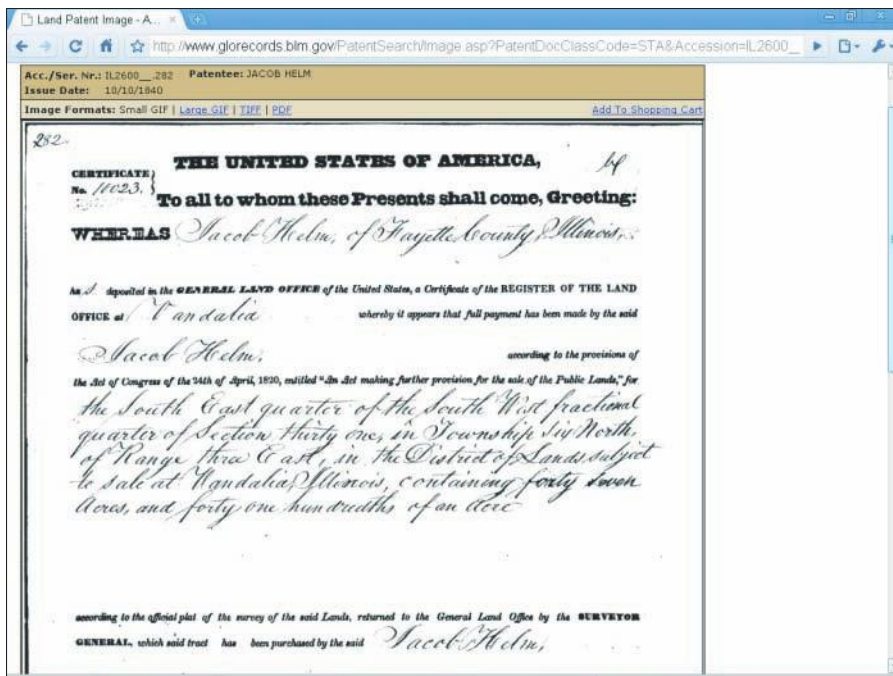 Land Patent Image - A...
http://www.glorecords.blm.gov/PatentSearch/Image.asp?PatentDocClassCode=STA&Accession=IL2600__
Acc./Ser. Nr.: IL2600__.282 Patentee: JACOB HELM
Issue Date: 10/10/1840
Image Formats: Small GIF | Large GIF | TIFF | PDF Add To Shopping Cart
282
THE UNITED STATES OF AMERICA,
CERTIFICATE
No. 11023.
To all to whom these Presents shall come, Greeting:
WHEREAS Jacob Helm, of Fayette County, Illinois,
ha s deposited in the GENERAL LAND OFFICE of the United States, a Certificate of the REGISTER OF THE LAND
OFFICE at Vandalia whereby it appears that full payment has been made by the said
Jacob Helm, according to the provisions of
the Act of Congress of the 24th of April, 1820, entitled "An Act making further provision for the sale of the Public Lands," for
the South East quarter of the South West fractional
quarter of Section thirty one, in Township six North,
of Range three East, in the District of Lands subject
to sale at Vandalia, Illinois, containing forty seven
Acres, and forty one hundredths of an Acre
according to the official plat of the survey of the said Lands, returned to the General Land Office by the SURVEYOR
GENERAL, which said tract has been purchased by the said Jacob Helm,